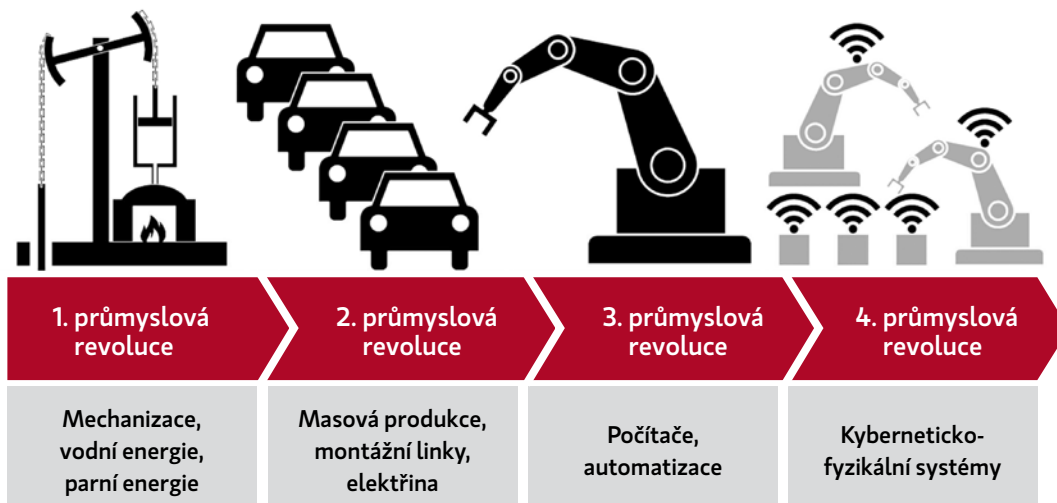 1. průmyslová
revoluce
2. průmyslová
revoluce
3. průmyslová
revoluce
4. průmyslová
revoluce
Mechanizace,
vodní energie,
parní energie
Masová produkce,
montážní linky,
elektřina
Počítače,
automatizace
Kyberneticko-
fyzikální systémy